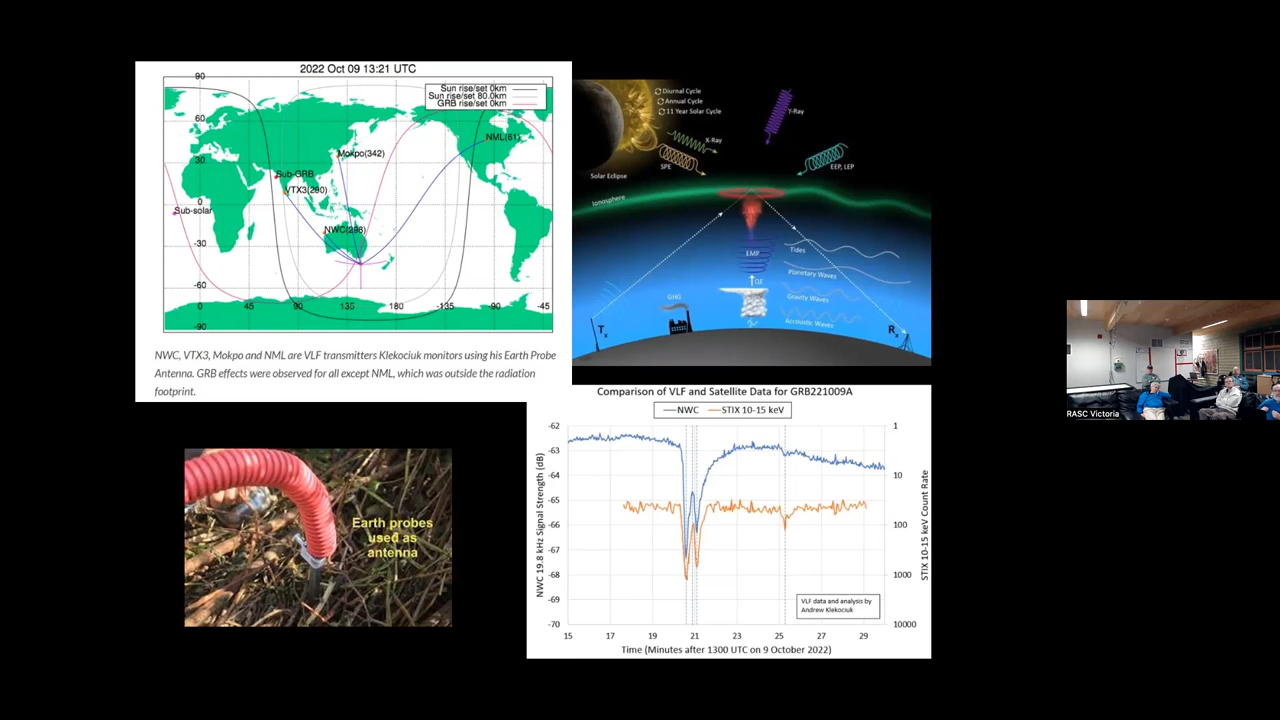 2022 Oct 09 13:21 UTC
90
Sun rise/set 0km
Sun rise/set 80.0km
GRB rise/set 0km
60
NML(61)
Mokpo(342)
30
Sub-GRB
VTX3(290)
0
Sub-solar
NWC(296)
-30
-60
0 45 90 135 180 -135 -90 -45
-90
NWC, VTX3, Mokpo and NML are VLF transmitters Klekociuk monitors using his Earth Probe
Antenna. GRB effects were observed for all except NML, which was outside the radiation
footprint.
Diurnal Cycle
Annual Cycle
11 Year Solar Cycle
γ-Ray
X-Ray
SPE
EEP, LEP
Solar Eclipse
Ionosphere
EMP
Tides
Planetary Waves
QE
Gravity Waves
GHG
Accoustic Waves
Tx
Rx
RASC Victoria
Earth probes
used as
antenna
Comparison of VLF and Satellite Data for GRB221009A
NWC STIX 10-15 keV
NWC 19.8 kHz Signal Strength (dB)
-62
-63
-64
-65
-66
-67
-68
-69
-70
1
10
100
1000
10000
STIX 10-15 keV Count Rate
VLF data and analysis by
Andrew Klekociuk
15 17 19 21 23 25 27 29
Time (Minutes after 1300 UTC on 9 October 2022)